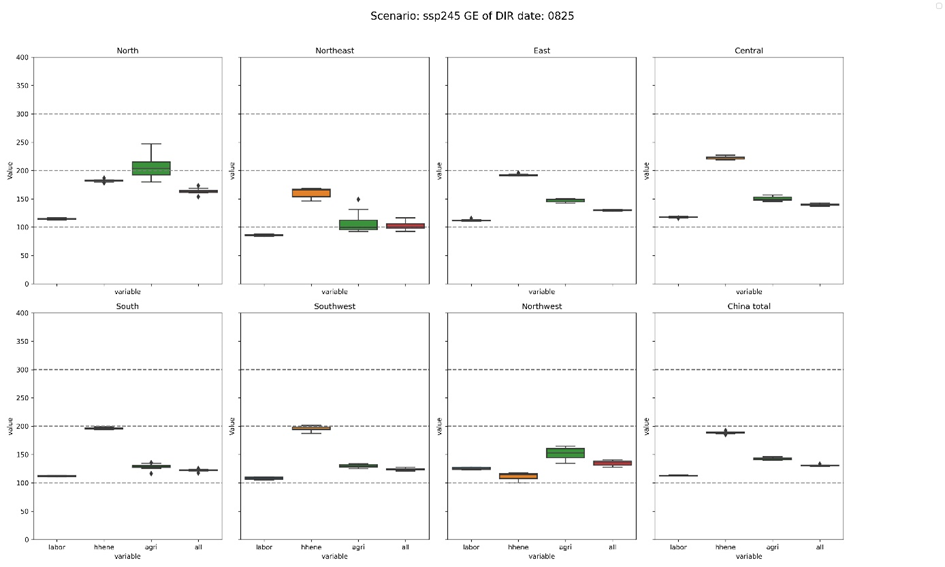 Scenario: ssp245 GE of DIR date: 0825
North
Northeast
East
Central
400
350
300
250
200
150
100
50
0
Value
value
value
value
variable
variable
variable
variable
South
Southwest
Northwest
China total
400
350
300
250
200
150
100
50
0
value
value
value
value
labor hhene agri all
labor hhene agri all
labor hhene agri all
labor hhene agri all
variable
variable
variable
variable